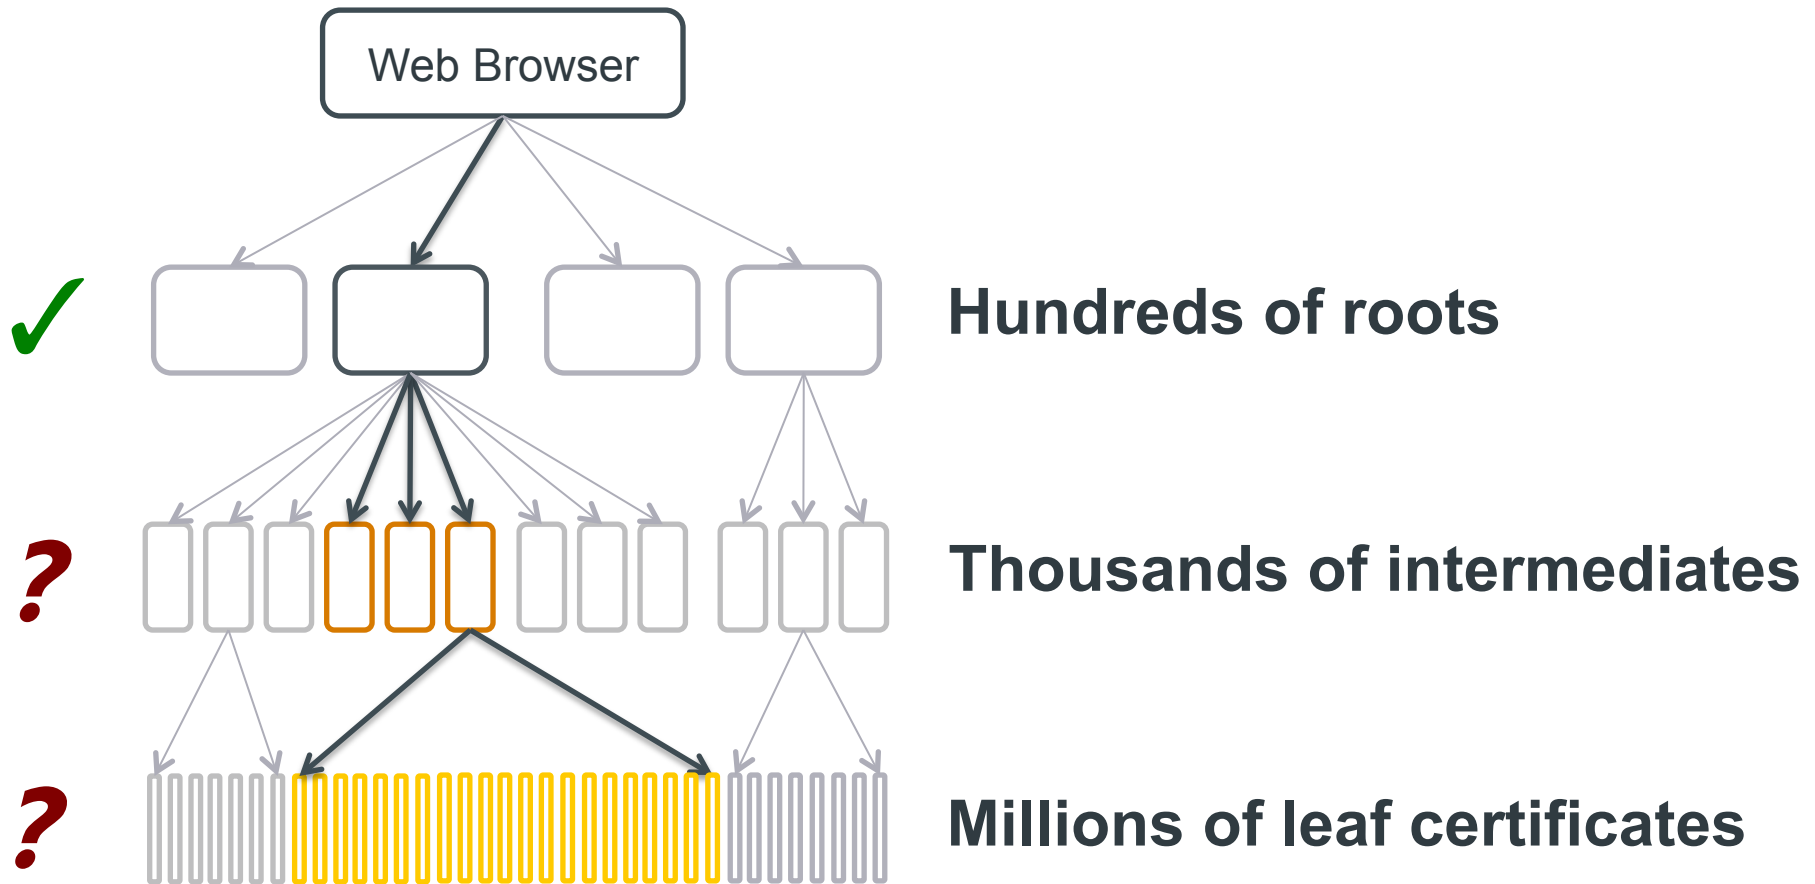 Web Browser
✓ Hundreds of roots
? Thousands of intermediates
? Millions of leaf certificates